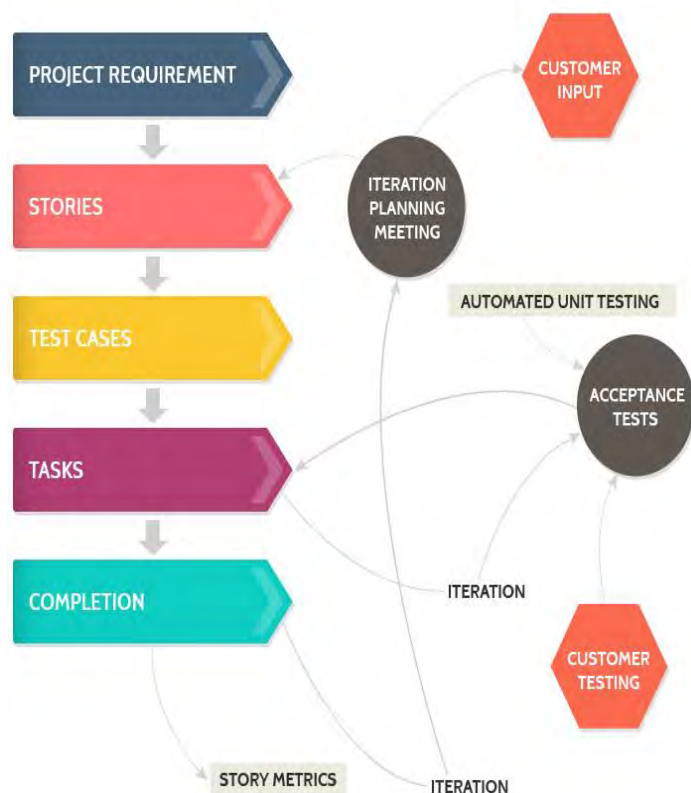 PROJECT REQUIREMENT
CUSTOMER
INPUT
STORIES
ITERATION
PLANNING
MEETING
AUTOMATED UNIT TESTING
TEST CASES
ACCEPTANCE
TESTS
TASKS
ITERATION
COMPLETION
CUSTOMER
TESTING
STORY METRICS
ITERATION